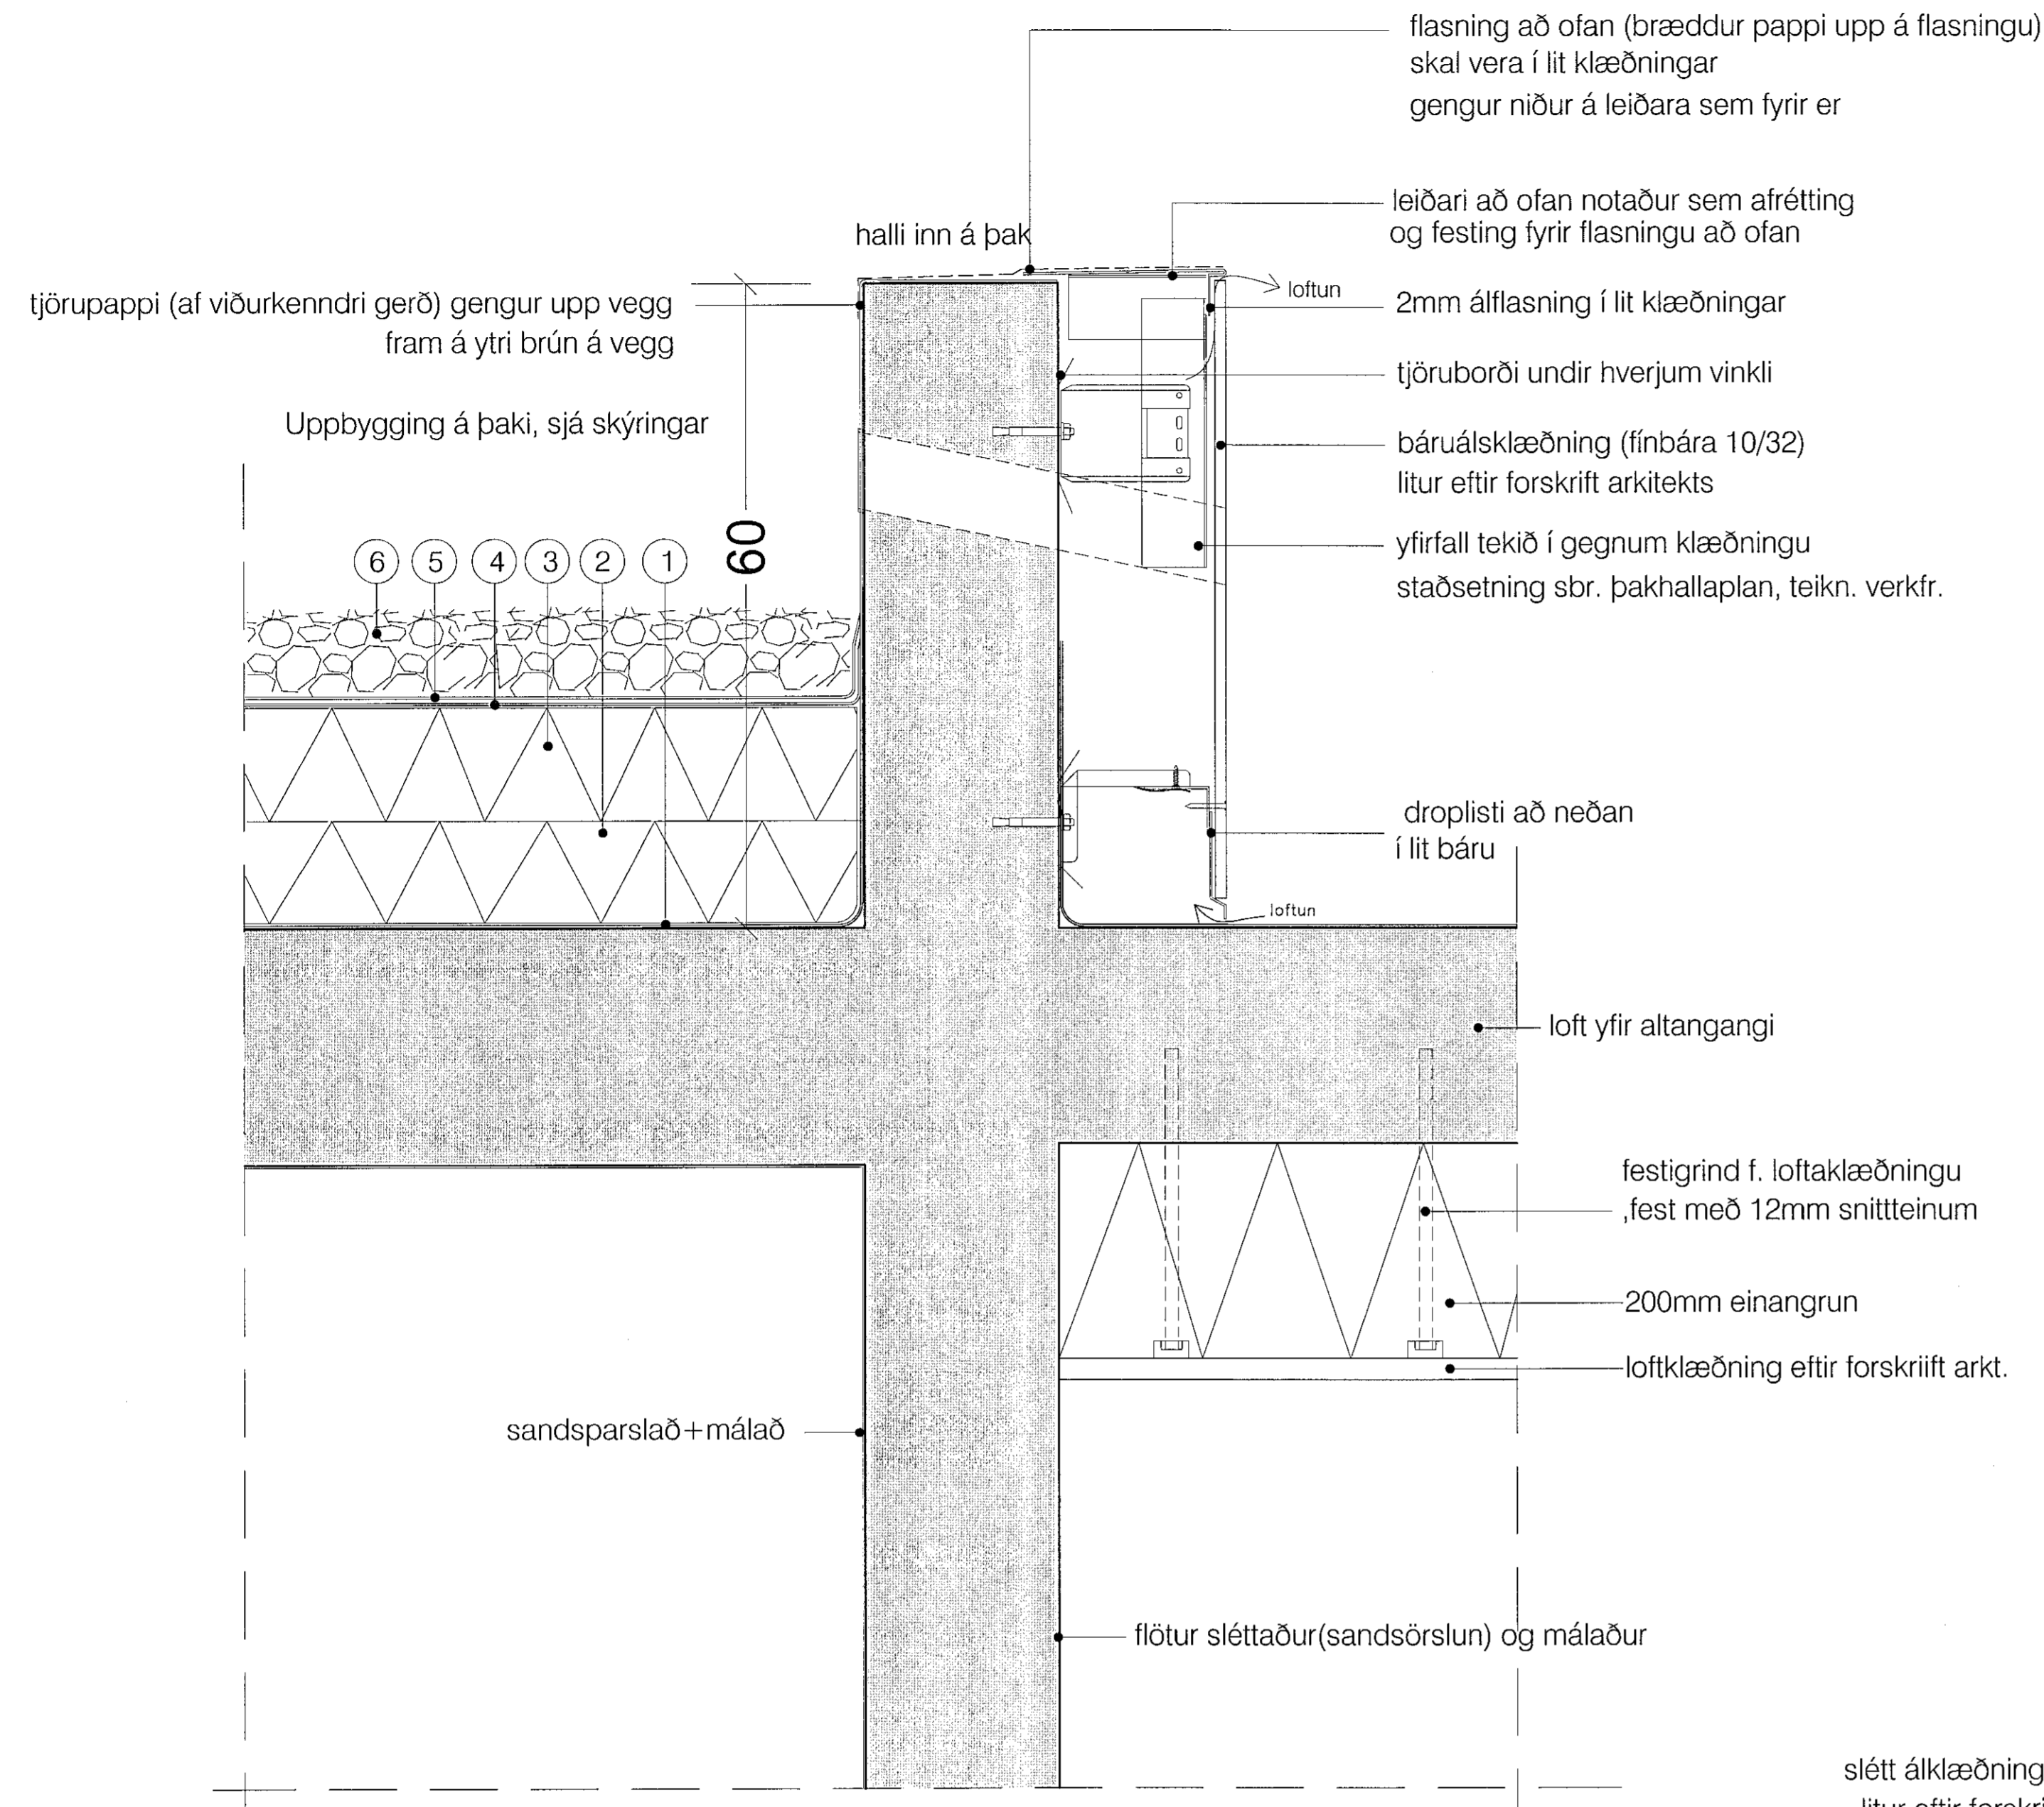 flasning að ofan (bræddur pappi upp á flasningu)
skal vera í lit klæðningar
gengur niður á leiðara sem fyrir er
leiðari að ofan notaður sem afrétting
og festing fyrir flasningu að ofan
halli inn á þak
loftun
2mm álflasning í lit klæðningar
tjörupappi (af viðurkenndri gerð) gengur upp vegg
fram á ytri brún á vegg
tjöruborði undir hverjum vinkli
Uppbygging á þaki, sjá skýringar
báruálsklæðning (fínbára 10/32)
litur eftir forskrift arkitekts
60
yfirfall tekið í gegnum klæðningu
staðsetning sbr. þakhallaplan, teikn. verkfr.
6 5 4 3 2 1
droplisti að neðan
í lit báru
loftun
loft yfir altangangi
festigrind f. loftaklæðningu
,fest með 12mm snittteinum
200mm einangrun
loftklæðning eftir forskriift arkt.
sandsparslað+málað
flötur sléttaður(sandsörslun) og málaður
slétt álklæðning
litur eftir forskri